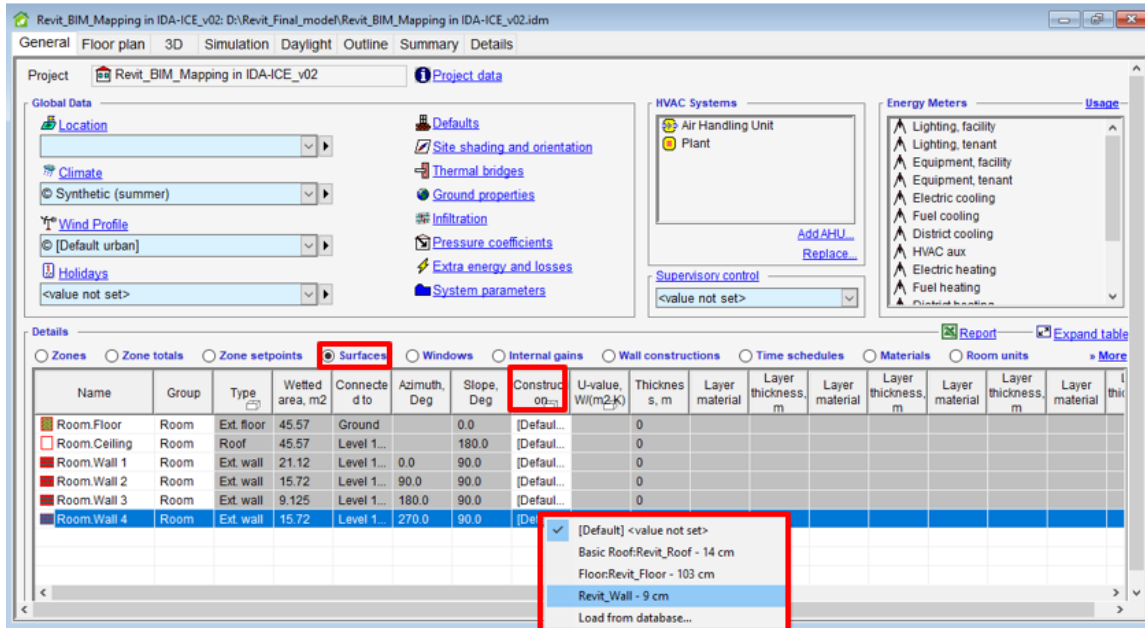 Revit_BIM_Mapping in IDA-ICE_v02: D:\Revit_Final_model\Revit_BIM_Mapping in IDA-ICE_v02.idm
General Floor plan 3D Simulation Daylight Outline Summary Details
Project Revit_BIM_Mapping in IDA-ICE_v02 Project data
Global Data
Location
Climate
© Synthetic (summer)
Wind Profile
© [Default urban]
Holidays
<value not set>
Defaults
Site shading and orientation
Thermal bridges
Ground properties
Infiltration
Pressure coefficients
Extra energy and losses
System parameters
HVAC Systems
Air Handling Unit
Plant
Add AHU...
Replace...
Supervisory control
<value not set>
Energy Meters Usage
Lighting, facility
Lighting, tenant
Equipment, facility
Equipment, tenant
Electric cooling
Fuel cooling
District cooling
HVAC aux
Electric heating
Fuel heating
District heating
Details Report Expand table
Zones Zone totals Zone setpoints Surfaces Windows Internal gains Wall constructions Time schedules Materials Room units » More
Name Group Type Wetted area, m2 Connecte d to Azimuth, Deg Slope, Deg Construc on U-value, W/(m2·K) Thicknes s, m Layer material Layer thickness, m Layer material Layer thickness, m Layer material Layer thickness, m Layer material
Room.Floor Room Ext. floor 45.57 Ground 0.0 [Defaul... 0
Room.Ceiling Room Roof 45.57 Level 1... 180.0 [Defaul... 0
Room.Wall 1 Room Ext. wall 21.12 Level 1... 0.0 90.0 [Defaul... 0
Room.Wall 2 Room Ext. wall 15.72 Level 1... 90.0 90.0 [Defaul... 0
Room.Wall 3 Room Ext. wall 9.125 Level 1... 180.0 90.0 [Defaul... 0
Room.Wall 4 Room Ext. wall 15.72 Level 1... 270.0 90.0
[Default] <value not set>
Basic Roof:Revit_Roof - 14 cm
Floor:Revit_Floor - 103 cm
Revit_Wall - 9 cm
Load from database...